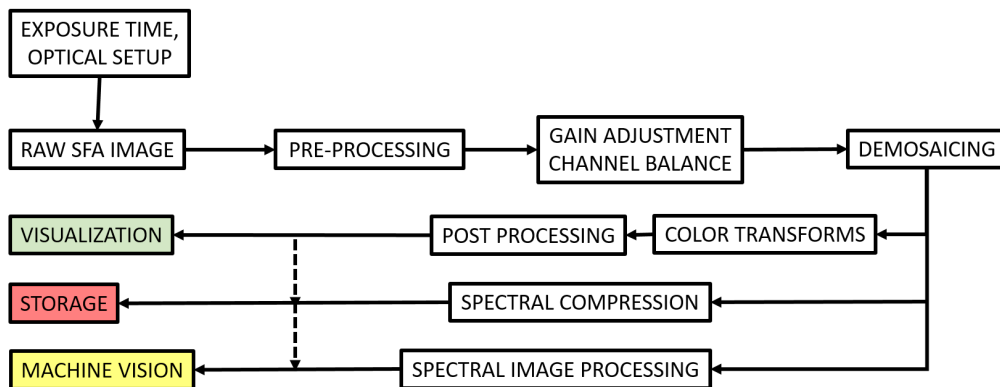 EXPOSURE TIME,
OPTICAL SETUP
RAW SFA IMAGE
PRE-PROCESSING
GAIN ADJUSTMENT
CHANNEL BALANCE
DEMOSAICING
VISUALIZATION
POST PROCESSING
COLOR TRANSFORMS
STORAGE
SPECTRAL COMPRESSION
MACHINE VISION
SPECTRAL IMAGE PROCESSING